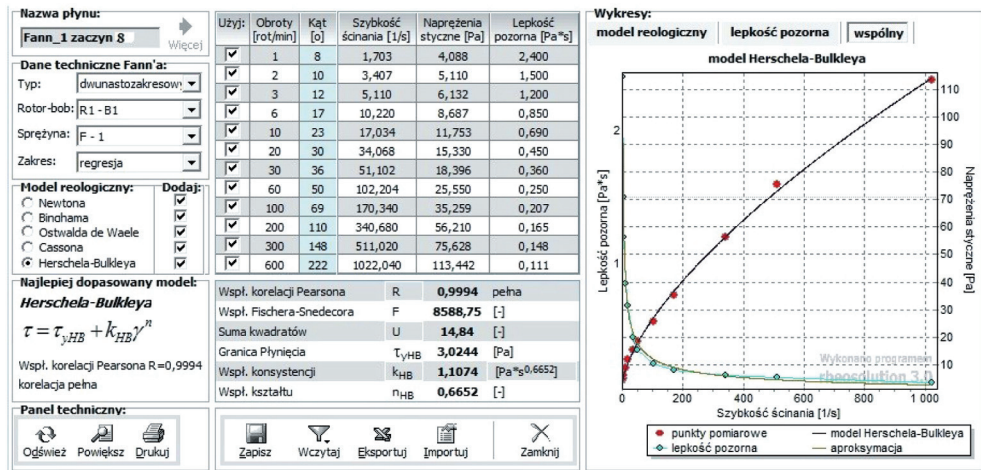 Nazwa płynu:
Fann_1 zaczyn 8
Więcej
Dane techniczne Fann'a:
Typ: dwunastozakresowy
Rotor-bob: R1 - B1
Sprężyna: F - 1
Zakres: regresja
Model reologiczny: Dodaj:
Newtona
Binghama
Ostwalda de Waele
Cassona
Herschela-Bulkleya
Najlepiej dopasowany model:
Herschela-Bulkleya
τ = τyHB + kHBγ^n
Wspł. korelacji Pearsona R=0,9994
korelacja pełna
Panel techniczny:
Odśwież Powiększ Drukuj
Użyj: Obroty [rot/min] Kąt [o] Szybkość ścinania [1/s] Naprężenia styczne [Pa] Lepkość pozorna [Pa*s]
1 8 1,703 4,088 2,400
2 10 3,407 5,110 1,500
3 12 5,110 6,132 1,200
6 17 10,220 8,687 0,850
10 23 17,034 11,753 0,690
20 30 34,068 15,330 0,450
30 36 51,102 18,396 0,360
60 50 102,204 25,550 0,250
100 69 170,340 35,259 0,207
200 110 340,680 56,210 0,165
300 148 511,020 75,628 0,148
600 222 1022,040 113,442 0,111
Wspł. korelacji Pearsona R 0,9994 pełna
Wspł. Fischera-Snedecora F 8588,75 [-]
Suma kwadratów U 14,84 [-]
Granica Płynięcia τyHB 3,0244 [Pa]
Wspł. konsystencji kHB 1,1074 [Pa*s^0,6652]
Wspł. kształtu nHB 0,6652 [-]
Zapisz Wczytaj Eksportuj Importuj Zamknij
Wykresy:
model reologiczny lepkość pozorna wspólny
model Herschela-Bulkleya
Lepkość pozorna [Pa*s]
2
1
110
100
90
80
70
60
50
40
30
20
10
Naprężenia styczne [Pa]
Wykonano programem
rheosolution 3.0
0 200 400 600 800 1 000
Szybkość ścinania [1/s]
punkty pomiarowe model Herschela-Bulkleya
lepkość pozorna aproksymacja